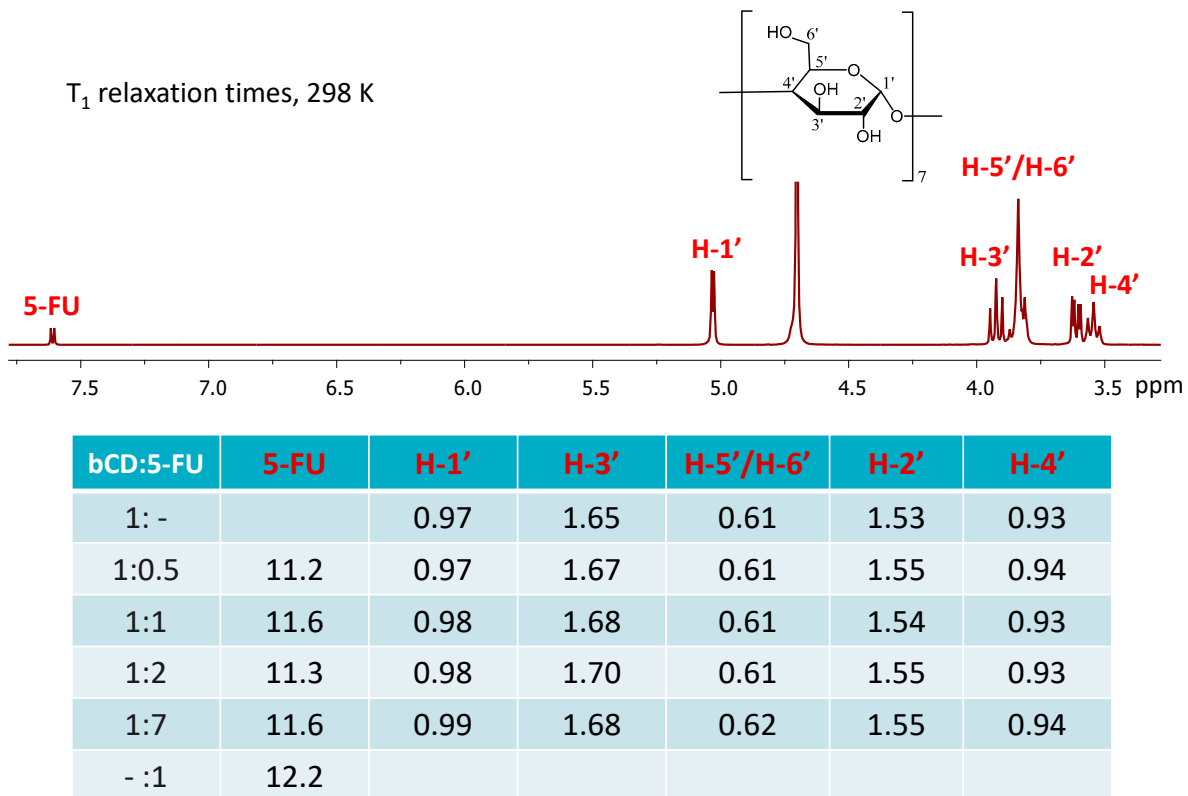 T₁ relaxation times, 298 K
HO 6'
5'
O
4'
OH
1'
2'
3'
O
OH
7
H-5’/H-6’
H-1’
H-3’
H-2’
H-4’
5-FU
7.5 7.0 6.5 6.0 5.5 5.0 4.5 4.0 3.5 ppm
bCD:5-FU 5-FU H-1’ H-3’ H-5’/H-6’ H-2’ H-4’
1: - 0.97 1.65 0.61 1.53 0.93
1:0.5 11.2 0.97 1.67 0.61 1.55 0.94
1:1 11.6 0.98 1.68 0.61 1.54 0.93
1:2 11.3 0.98 1.70 0.61 1.55 0.93
1:7 11.6 0.99 1.68 0.62 1.55 0.94
- :1 12.2